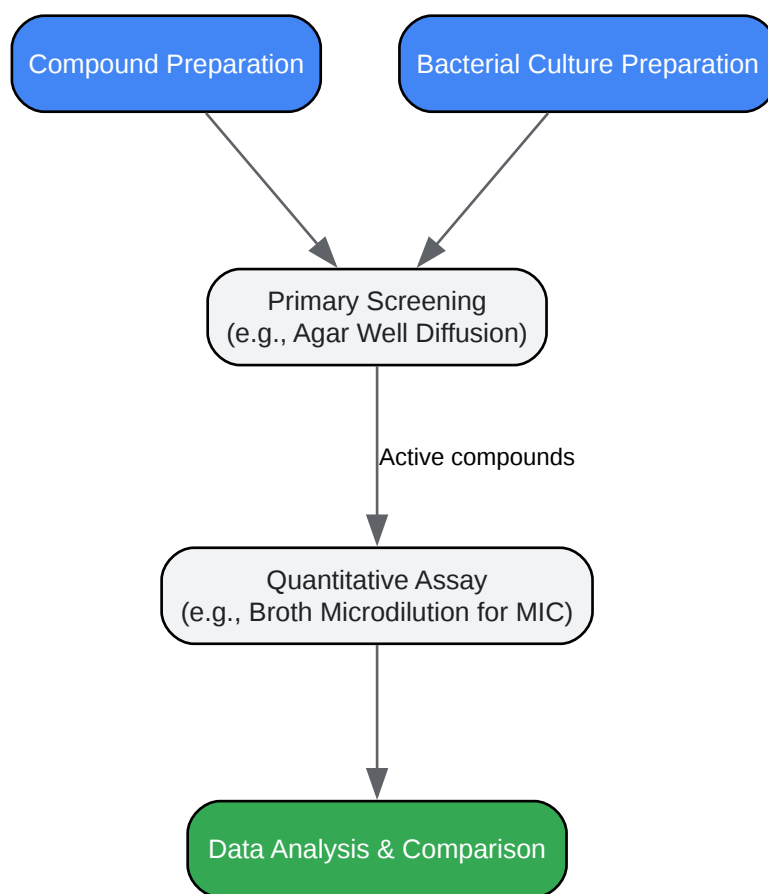 Compound Preparation
Bacterial Culture Preparation
Primary Screening
(e.g., Agar Well Diffusion)
Active compounds
Quantitative Assay
(e.g., Broth Microdilution for MIC)
Data Analysis & Comparison